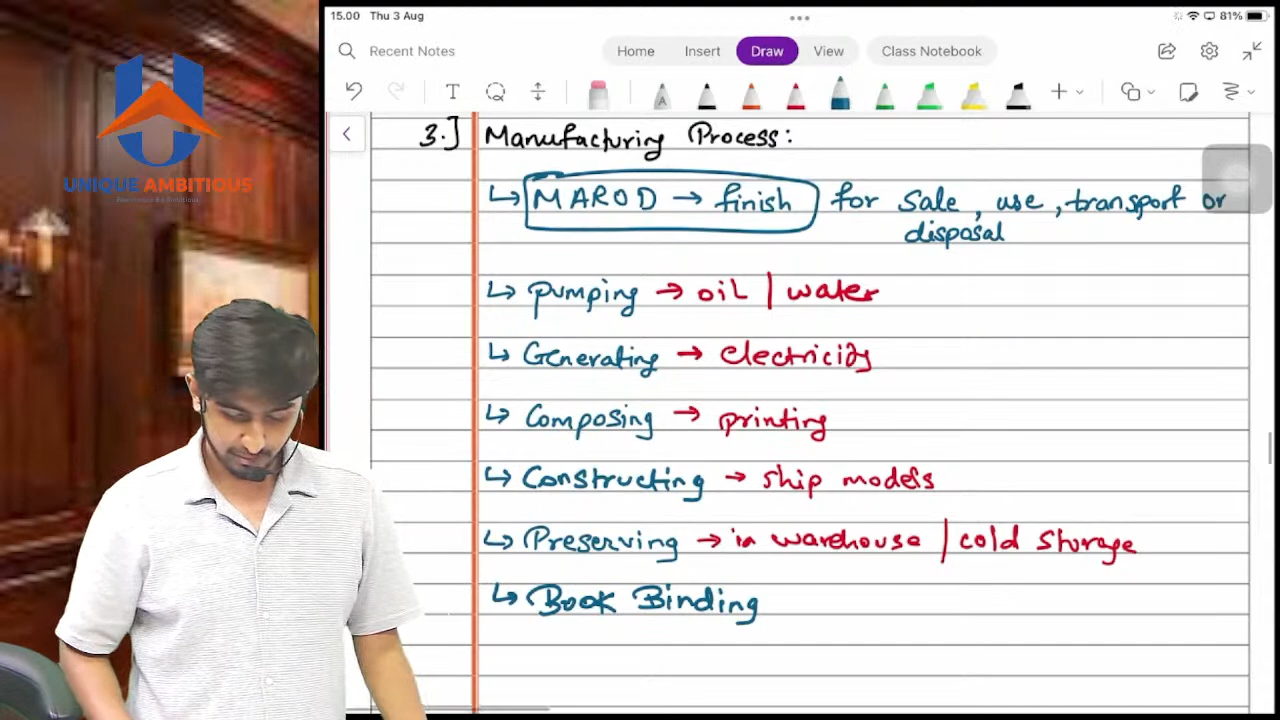 15.00 Thu 3 Aug
81%
Recent Notes
Home Insert Draw View Class Notebook
T
A
UNIQUE AMBITIOUS
3.] Manufacturing Process:
↳ MAROD → finish for Sale, use, transport or
disposal
↳ Pumping → oil | water
↳ Generating → Electricity
↳ Composing → printing
↳ Constructing → ship models
↳ Preserving → in warehouse | cold storage
↳ Book Binding